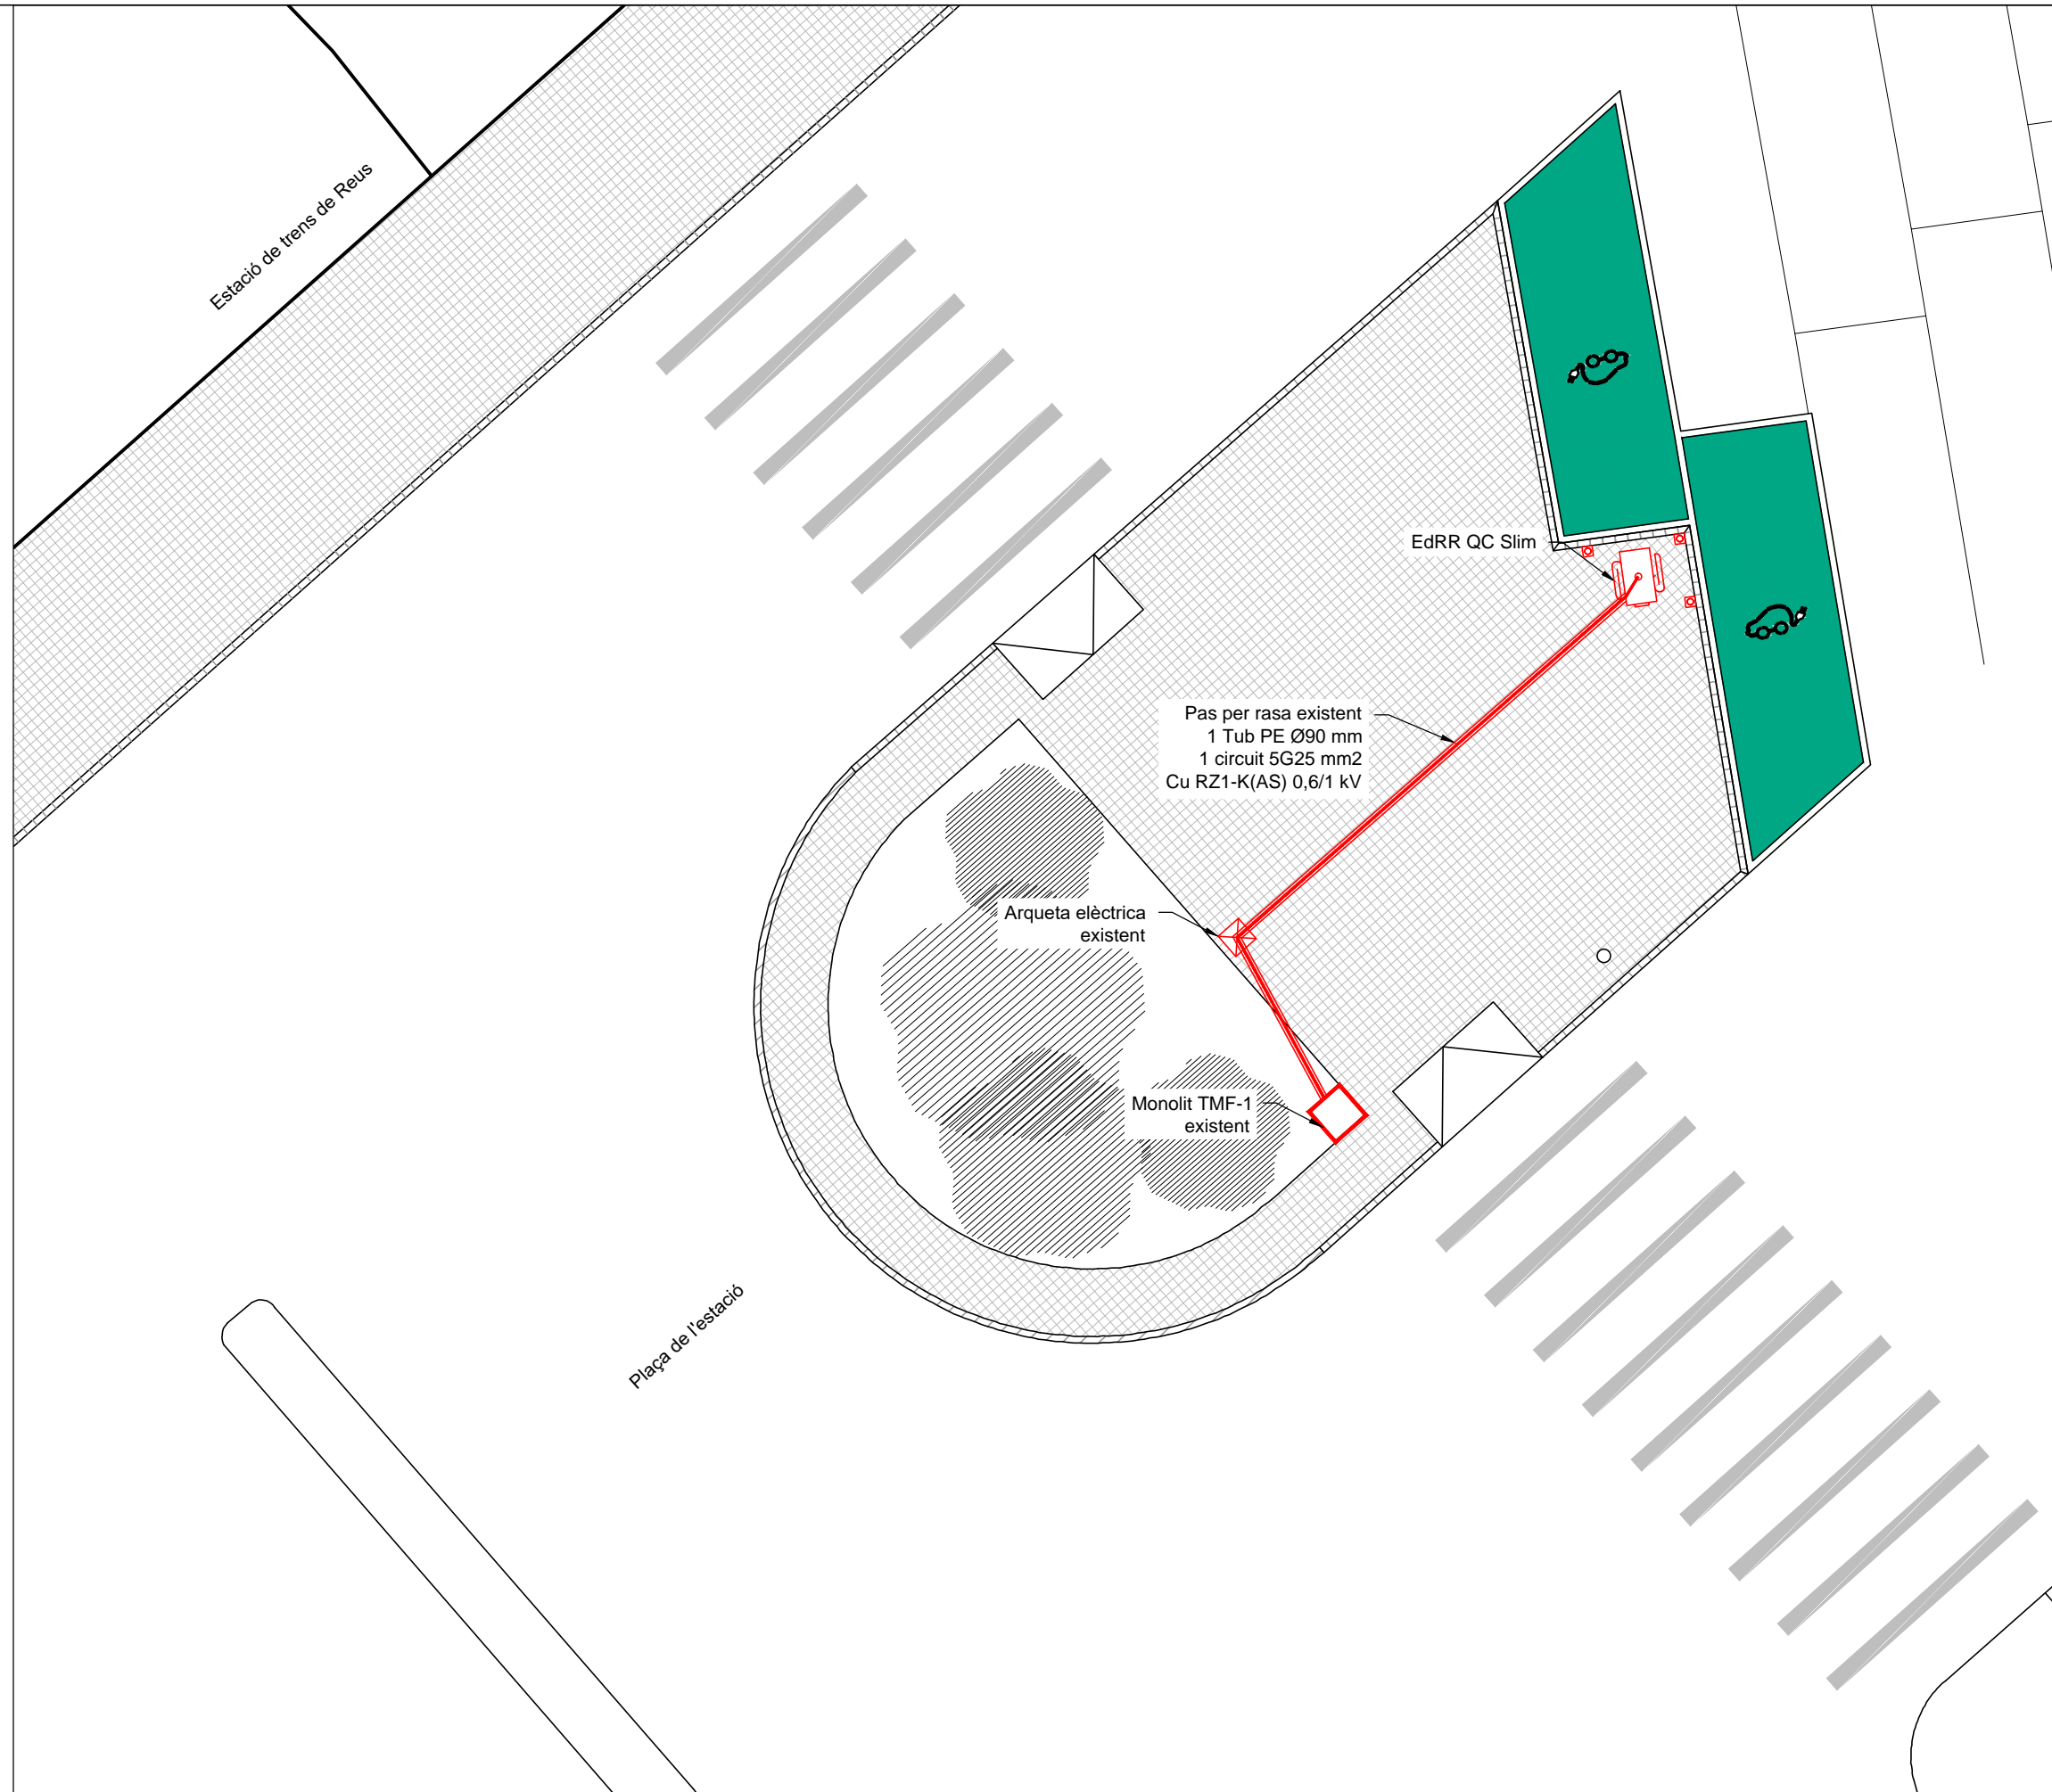 Estació de trens de Reus
EdRR QC Slim
Pas per rasa existent
1 Tub PE Ø90 mm
1 circuit 5G25 mm2
Cu RZ1-K(AS) 0,6/1 kV
Arqueta elèctrica
existent
Monolit TMF-1
existent
Plaça de l'estació